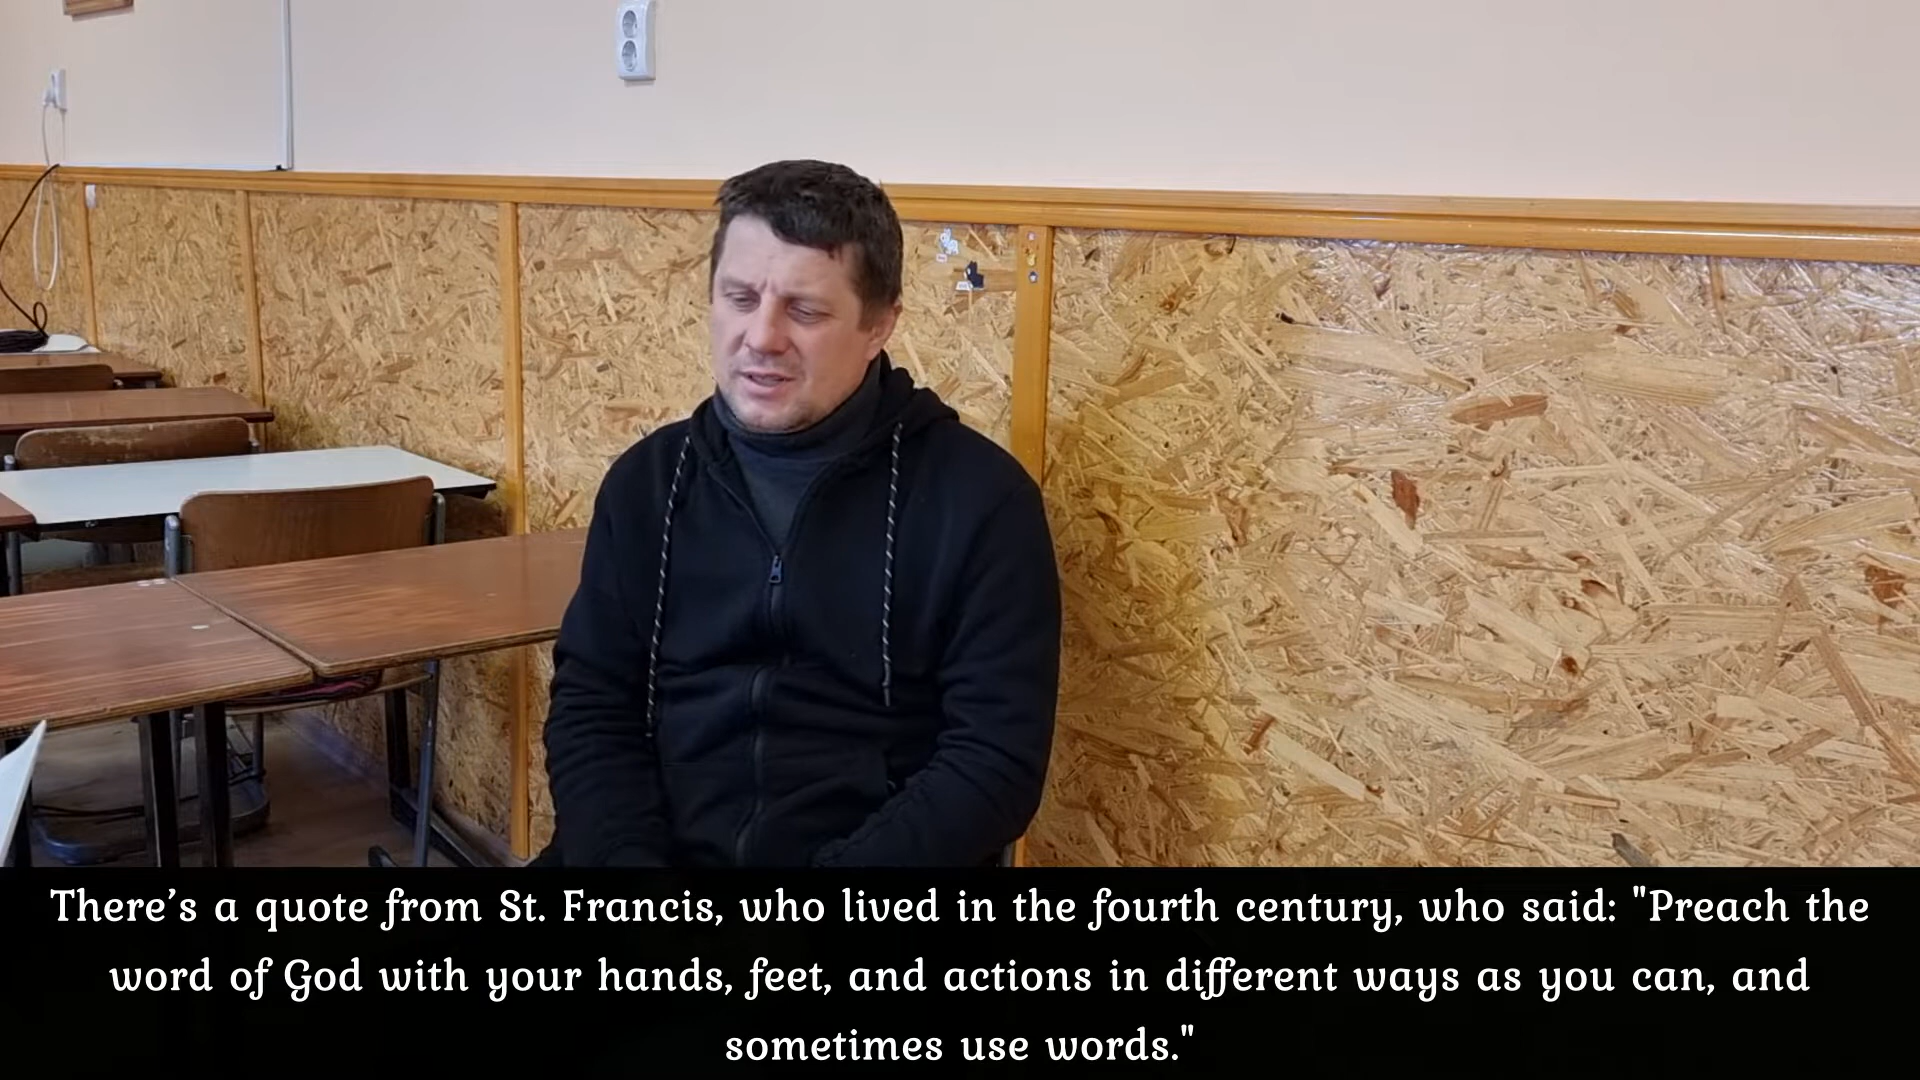 There’s a quote from St. Francis, who lived in the fourth century, who said: "Preach the
word of God with your hands, feet, and actions in different ways as you can, and
sometimes use words."